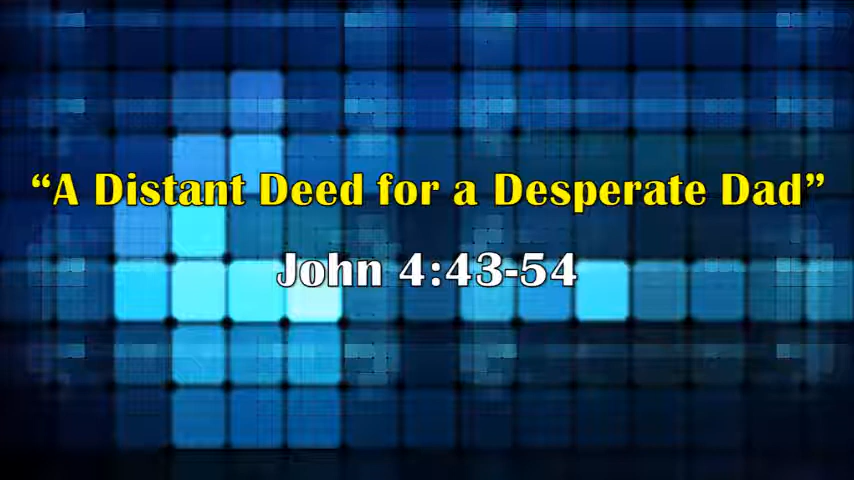 “A Distant Deed for a Desperate Dad”
John 4:43-54